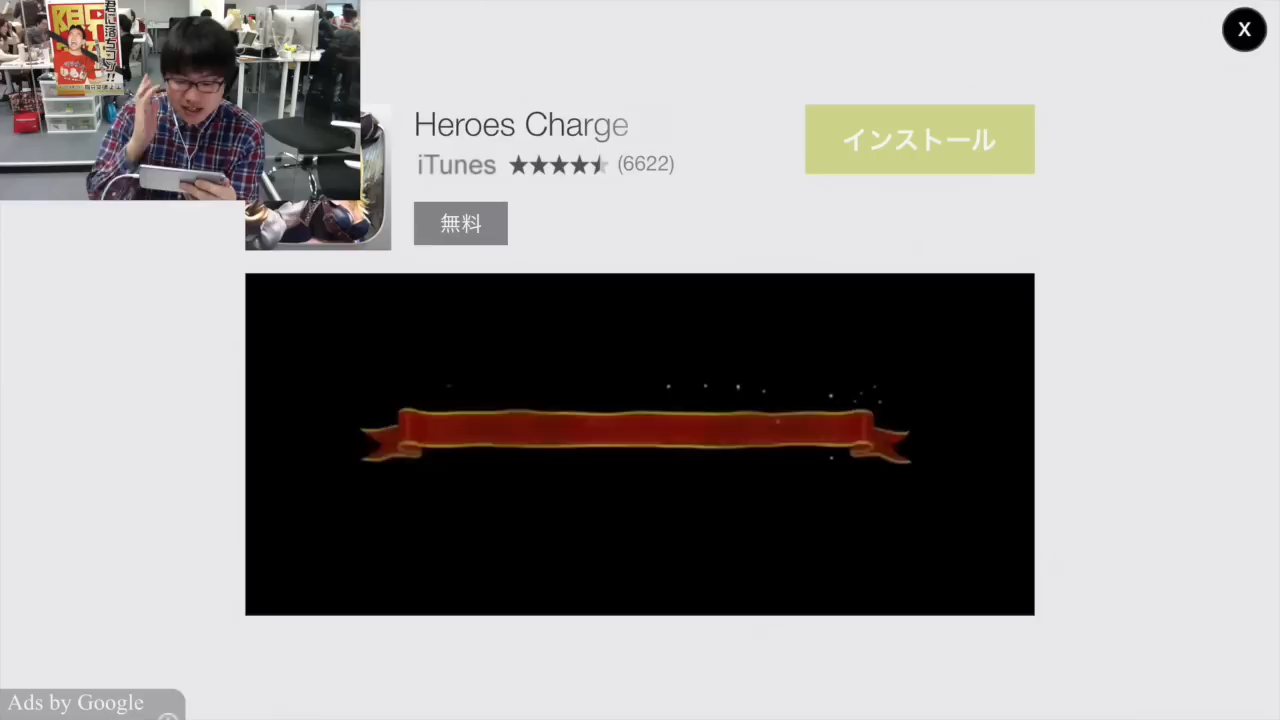 X
Heroes Charge
インストール
iTunes ★★★★ (6622)
無料
Ads by Google